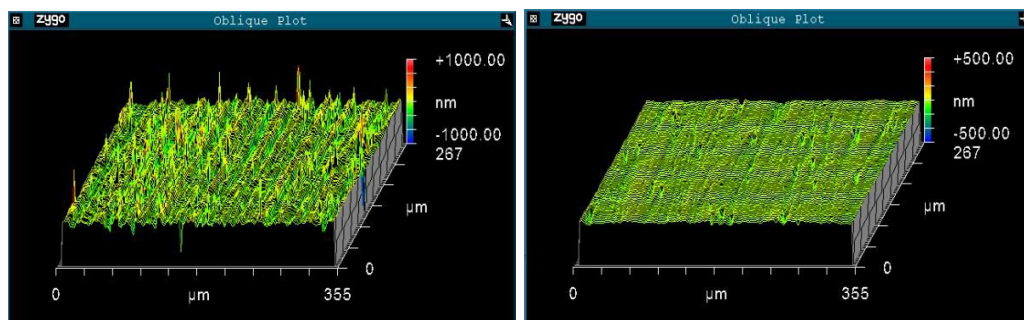 zygo Oblique Plot
+1000.00
nm
-1000.00
267
µm
0
0 µm 355
zygo Oblique Plot
+500.00
nm
-500.00
267
µm
0
0 µm 355